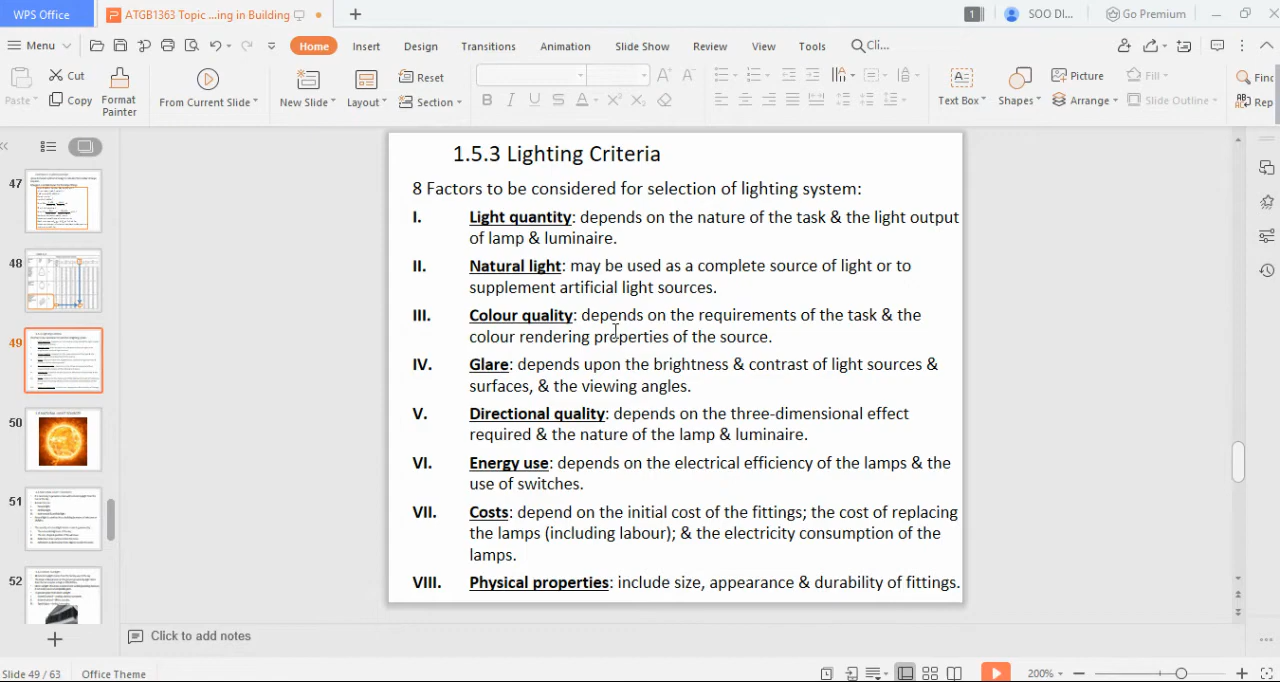 WPS Office
ATGB1363 Topic ...ing in Building
1
SOO DI...
Go Premium
Menu
Home
Insert
Design
Transitions
Animation
Slide Show
Review
View
Tools
Cli...
Paste
Cut
Copy
Format Painter
From Current Slide
New Slide
Layout
Reset
Section
B I U S A X² X₂
Text Box
Shapes
Picture
Arrange
Fill
Slide Outline
Find
Rep
47
48
49
50
51
52
1.5.3 Lighting Criteria
8 Factors to be considered for selection of lighting system:
I. Light quantity: depends on the nature of the task & the light output
of lamp & luminaire.
II. Natural light: may be used as a complete source of light or to
supplement artificial light sources.
III. Colour quality: depends on the requirements of the task & the
colour rendering properties of the source.
IV. Glare: depends upon the brightness & contrast of light sources &
surfaces, & the viewing angles.
V. Directional quality: depends on the three-dimensional effect
required & the nature of the lamp & luminaire.
VI. Energy use: depends on the electrical efficiency of the lamps & the
use of switches.
VII. Costs: depend on the initial cost of the fittings; the cost of replacing
the lamps (including labour); & the electricity consumption of the
lamps.
VIII. Physical properties: include size, appearance & durability of fittings.
Click to add notes
Slide 49 / 63
Office Theme
200%